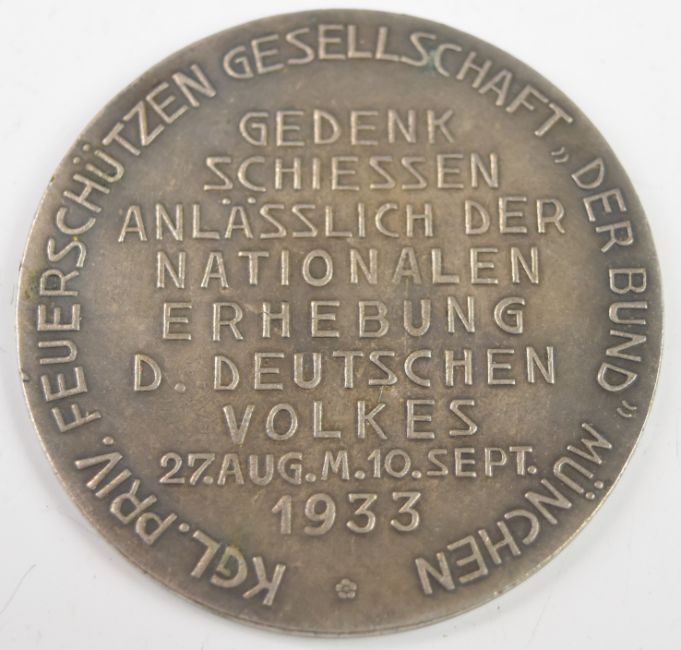 KGL. PRIV. FEUERSCHÜTZEN GESELLSCHAFT „DER BUND” MÜNCHEN
GEDENK
SCHIESSEN
ANLÄSSLICH DER
NATIONALEN
ERHEBUNG
D. DEUTSCHEN
VOLKES
27.AUG.M.10.SEPT.
1933